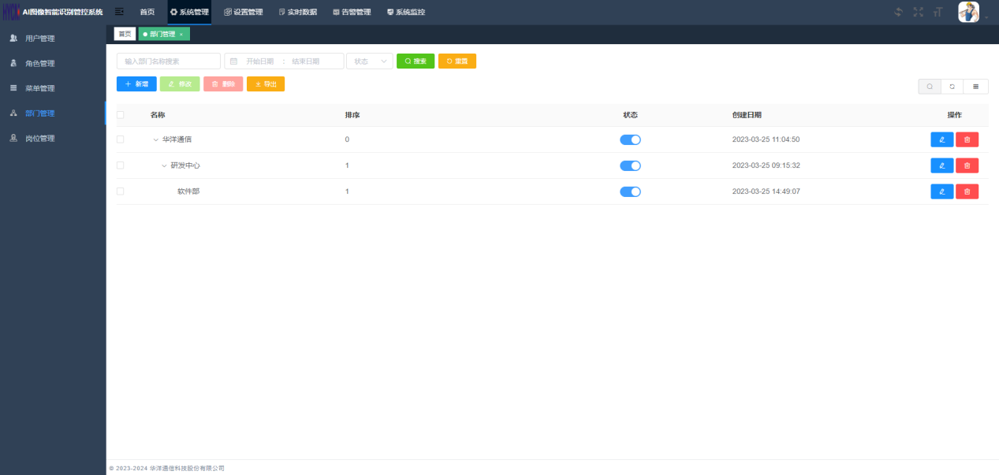 HYCN AI图像智能识别管控系统 首页 系统管理 设置管理 实时数据 告警管理 系统监控
首页 部门管理 ×
用户管理
角色管理
菜单管理
部门管理
岗位管理
输入部门名称搜索 开始日期 : 结束日期 状态 搜索 重置
新增 修改 删除 导出
名称 排序 状态 创建日期 操作
华洋通信 0 2023-03-25 11:04:50
研发中心 1 2023-03-25 09:15:32
软件部 1 2023-03-25 14:49:07
© 2023-2024 华洋通信科技股份有限公司